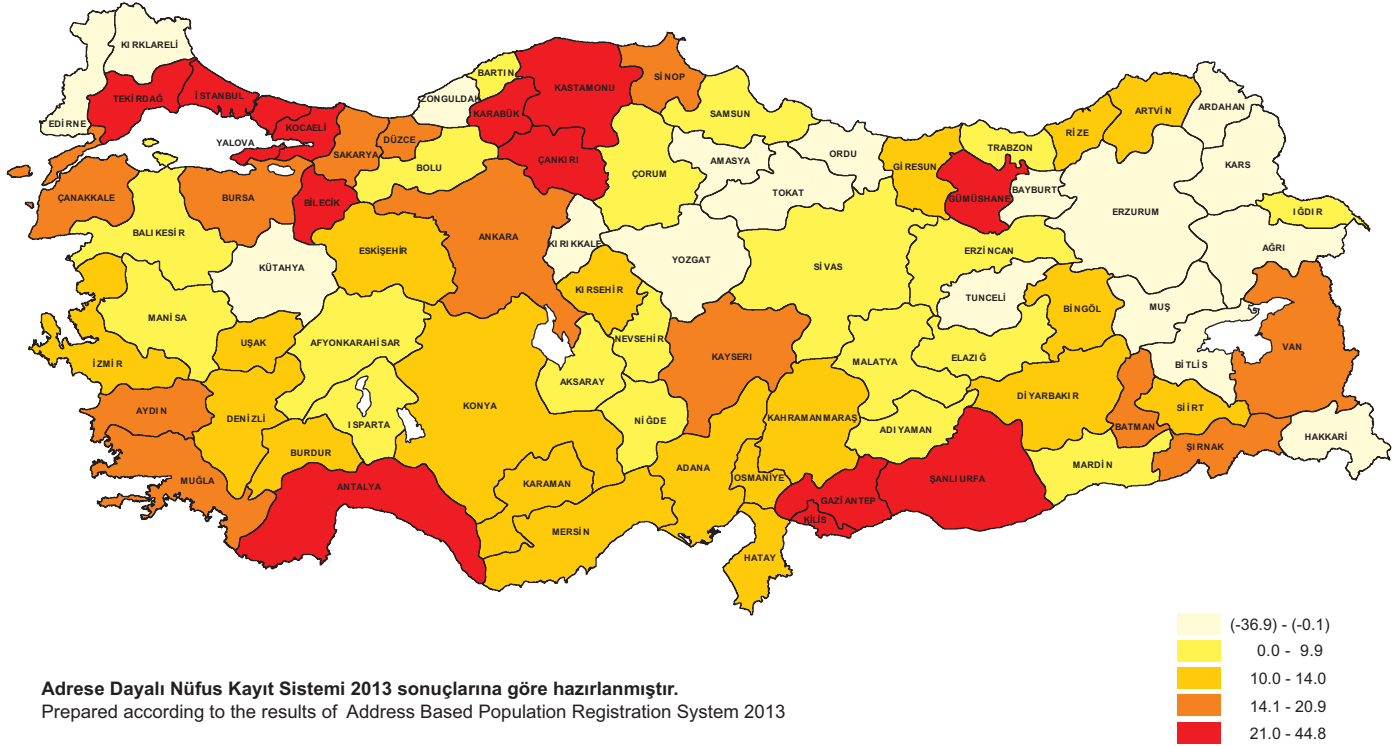 KIRKLARELİ
EDİRNE
TEKİRDAĞ
İSTANBUL
KOCAELİ
YALOVA
SAKARYA
DÜZCE
BOLU
ZONGULDAK
BARTIN
KARABÜK
KASTAMONU
ÇANKIRI
SİNOP
SAMSUN
ÇORUM
AMASYA
TOKAT
ORDU
GİRESUN
TRABZON
GÜMÜSHANE
BAYBURT
RİZE
ARTVİN
ARDAHAN
KARS
IĞDIR
ERZURUM
AĞRI
ÇANAKKALE
BURSA
BİLECİK
BALIKESİR
KÜTAHYA
ESKİŞEHİR
ANKARA
KIRIKKALE
YOZGAT
KIRSEHİR
SİVAS
ERZİNCAN
TUNCELİ
BİNGÖL
MUŞ
BİTLİS
VAN
MANİSA
UŞAK
AFYONKARAHİSAR
NEVSEHİR
KAYSERI
MALATYA
ELAZIĞ
İZMİR
AYDIN
DENİZLİ
ISPARTA
KONYA
AKSARAY
NİĞDE
KAHRAMANMARAŞ
ADIYAMAN
DİYARBAKIR
BATMAN
SİİRT
ŞIRNAK
HAKKARİ
MARDİN
MUĞLA
BURDUR
ANTALYA
KARAMAN
MERSİN
ADANA
OSMANİYE
GAZİANTEP
KİLİS
ŞANLIURFA
HATAY
(-36.9) - (-0.1)
0.0 - 9.9
10.0 - 14.0
14.1 - 20.9
21.0 - 44.8
Adrese Dayalı Nüfus Kayıt Sistemi 2013 sonuçlarına göre hazırlanmıştır.
Prepared according to the results of Address Based Population Registration System 2013